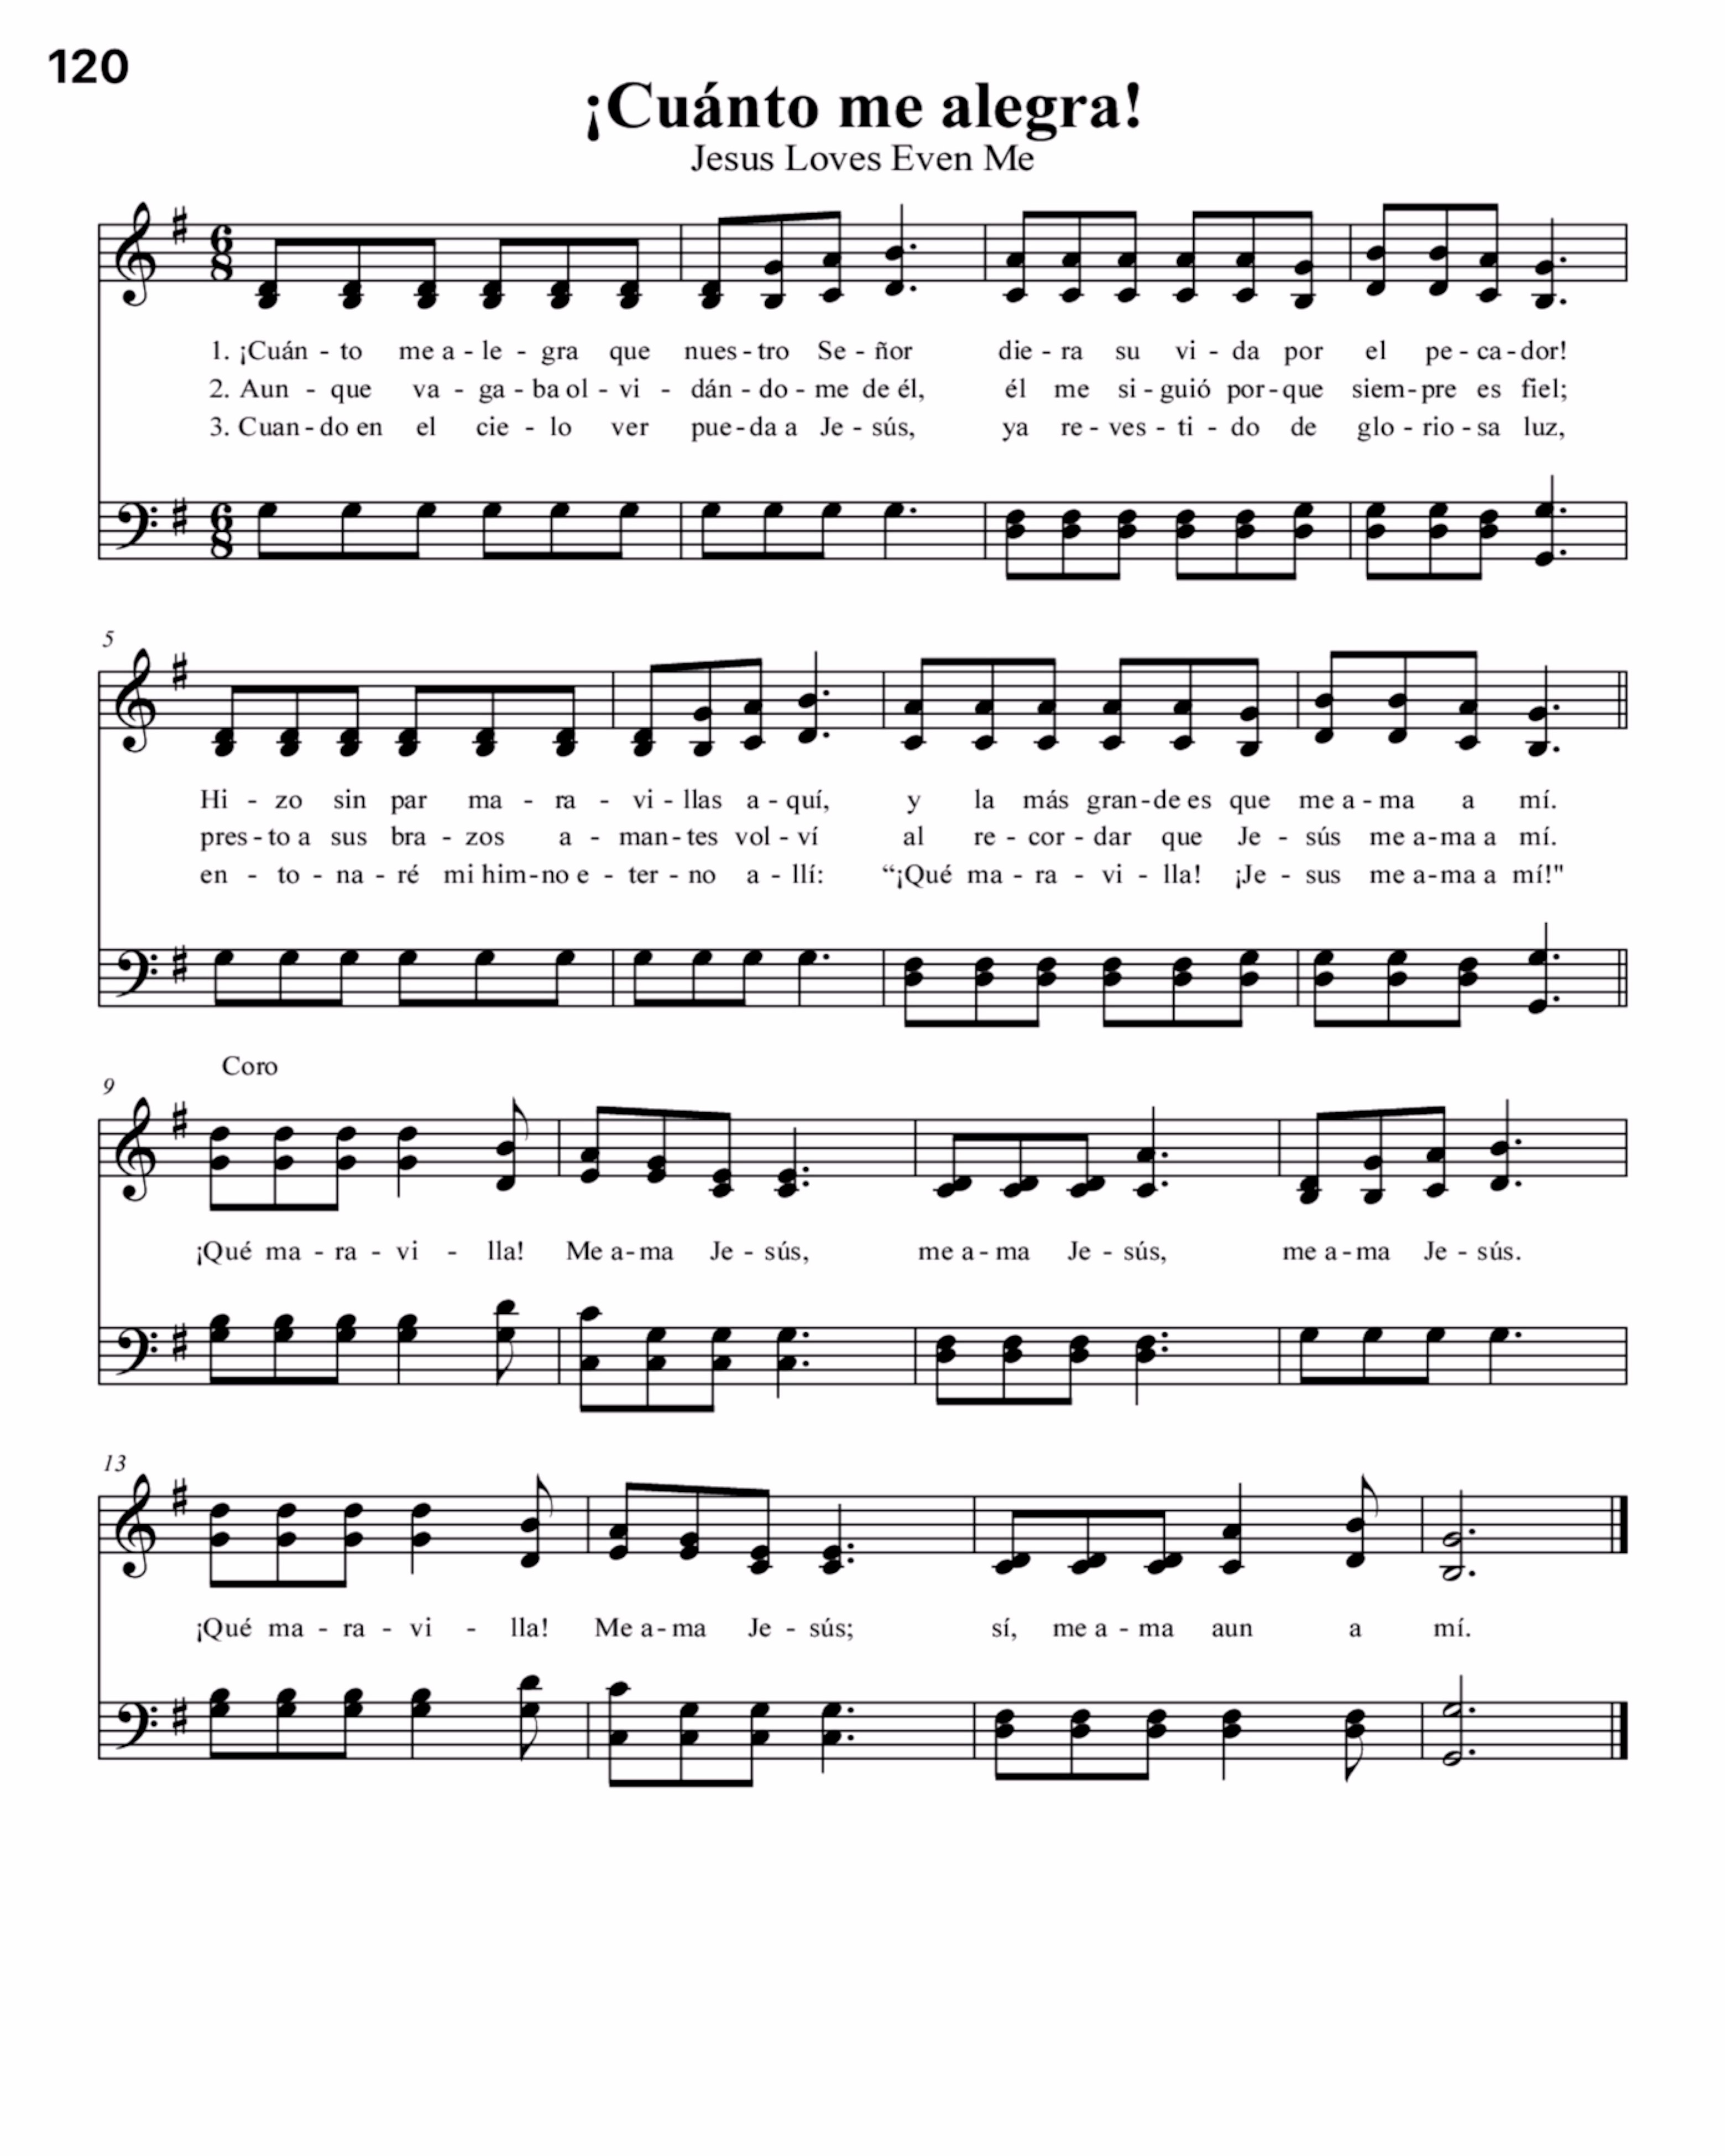 120
¡Cuánto me alegra!
Jesus Loves Even Me
1. ¡Cuán - to me a - le - gra que nues - tro Se - ñor die - ra su vi - da por el pe - ca - dor!
2. Aun - que va - ga - ba ol - vi - dán - do - me de él, él me si - guió por - que siem - pre es fiel;
3. Cuan - do en el cie - lo ver pue - da a Je - sús, ya re - ves - ti - do de glo - rio - sa luz,
5
Hi - zo sin par ma - ra - vi - llas a - quí, y la más gran - de es que me a - ma a mí.
pres - to a sus bra - zos a - man - tes vol - ví al re - cor - dar que Je - sús me a - ma a mí.
en - to - na - ré mi him - no e - ter - no a - llí: “¡Qué ma - ra - vi - lla! ¡Je - sus me a - ma a mí!"
Coro
9
¡Qué ma - ra - vi - lla! Me a - ma Je - sús, me a - ma Je - sús, me a - ma Je - sús.
13
¡Qué ma - ra - vi - lla! Me a - ma Je - sús; sí, me a - ma aun a mí.